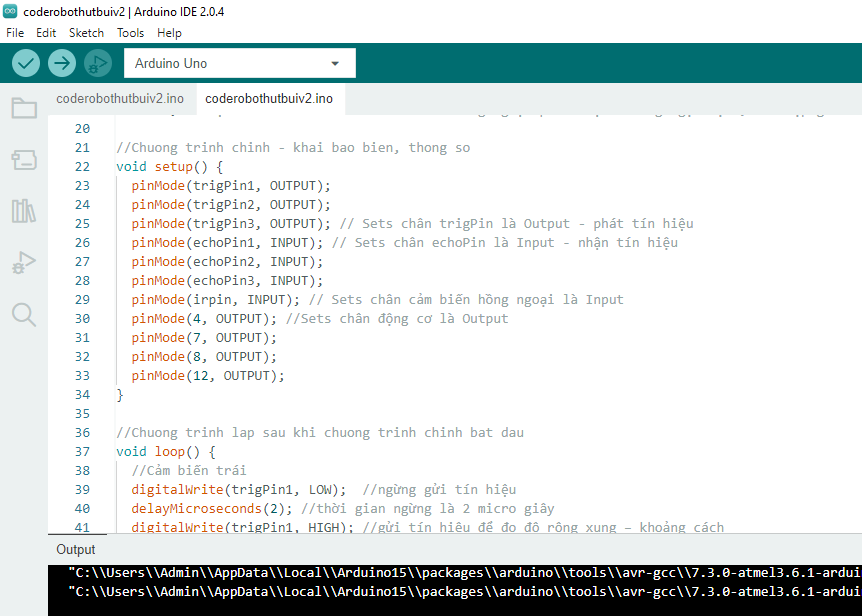 coderobothutbuiv2 | Arduino IDE 2.0.4
File Edit Sketch Tools Help
Arduino Uno
coderobothutbuiv2.ino coderobothutbuiv2.ino
20
21 //Chuong trinh chinh - khai bao bien, thong so
22 void setup() {
23 pinMode(trigPin1, OUTPUT);
24 pinMode(trigPin2, OUTPUT);
25 pinMode(trigPin3, OUTPUT); // Sets chân trigPin là Output - phát tín hiệu
26 pinMode(echoPin1, INPUT); // Sets chân echoPin là Input - nhận tín hiệu
27 pinMode(echoPin2, INPUT);
28 pinMode(echoPin3, INPUT);
29 pinMode(irpin, INPUT); // Sets chân cảm biến hồng ngoại là Input
30 pinMode(4, OUTPUT); //Sets chân động cơ là Output
31 pinMode(7, OUTPUT);
32 pinMode(8, OUTPUT);
33 pinMode(12, OUTPUT);
34 }
35
36 //Chuong trinh lap sau khi chuong trinh chinh bat dau
37 void loop() {
38 //Cảm biến trái
39 digitalWrite(trigPin1, LOW); //ngừng gửi tín hiệu
40 delayMicroseconds(2); //thời gian ngừng là 2 micro giây
41 digitalWrite(trigPin1, HIGH); //gửi tín hiệu để đo độ rộng xung – khoảng cách
Output
"C:\\Users\\Admin\\AppData\\Local\\Arduino15\\packages\\arduino\\tools\\avr-gcc\\7.3.0-atmel3.6.1-ardui
"C:\\Users\\Admin\\AppData\\Local\\Arduino15\\packages\\arduino\\tools\\avr-gcc\\7.3.0-atmel3.6.1-ardui